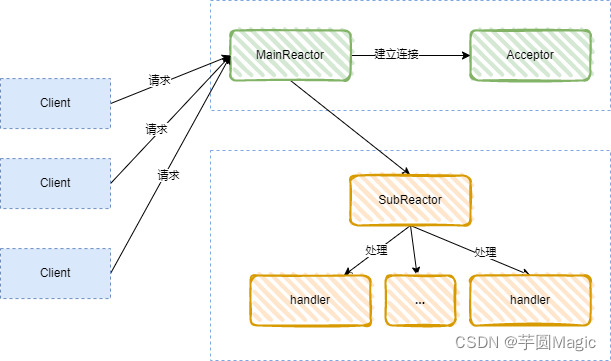 MainReactor
建立连接
Acceptor
请求
Client
请求
Client
请求
SubReactor
Client
处理
处理
handler
...
handler
CSDN @芋圆Magic